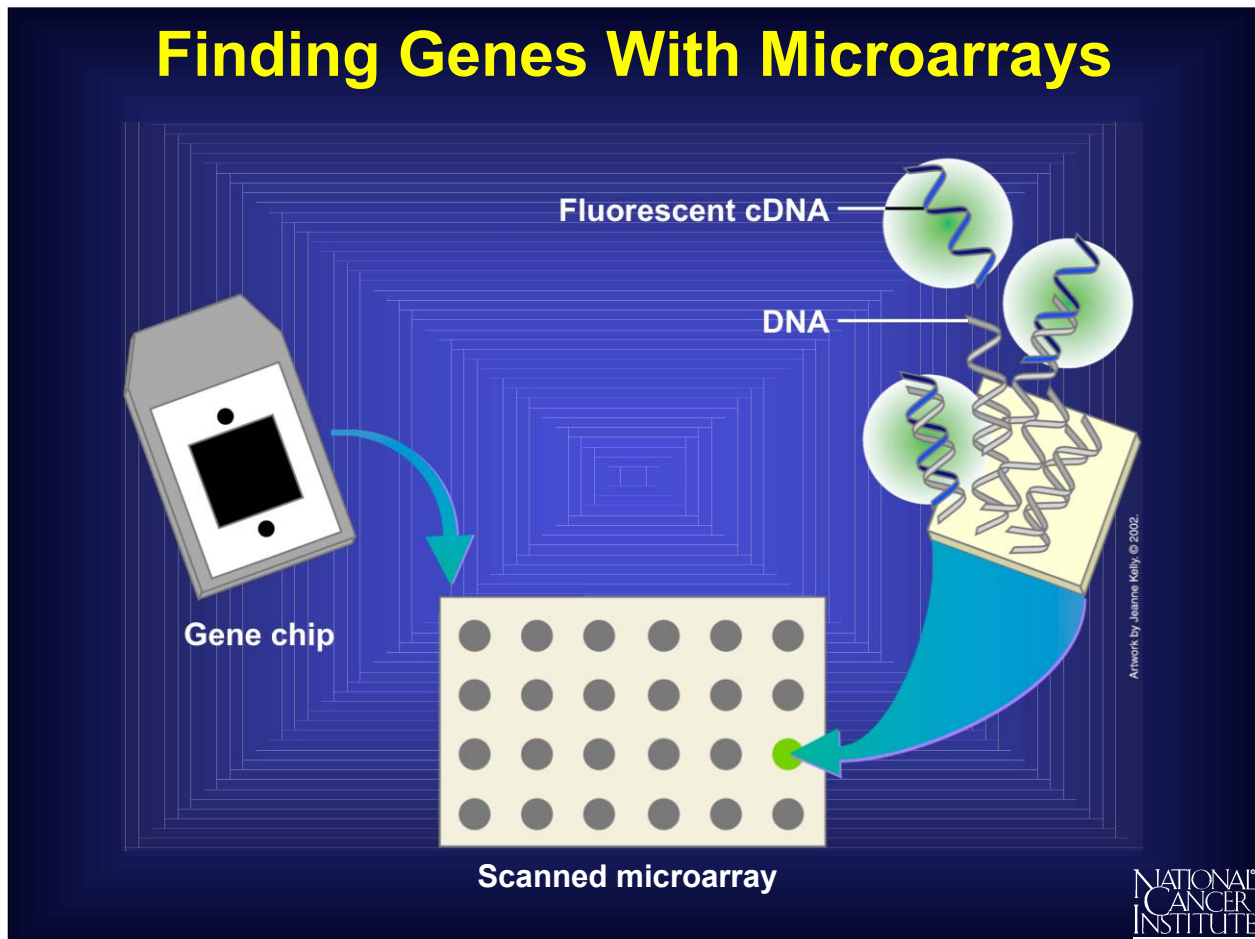 Finding Genes With Microarrays
Fluorescent cDNA
DNA
Gene chip
Scanned microarray
Artwork by Jeanne Kelly. © 2002.
NATIONAL®
CANCER
INSTITUTE